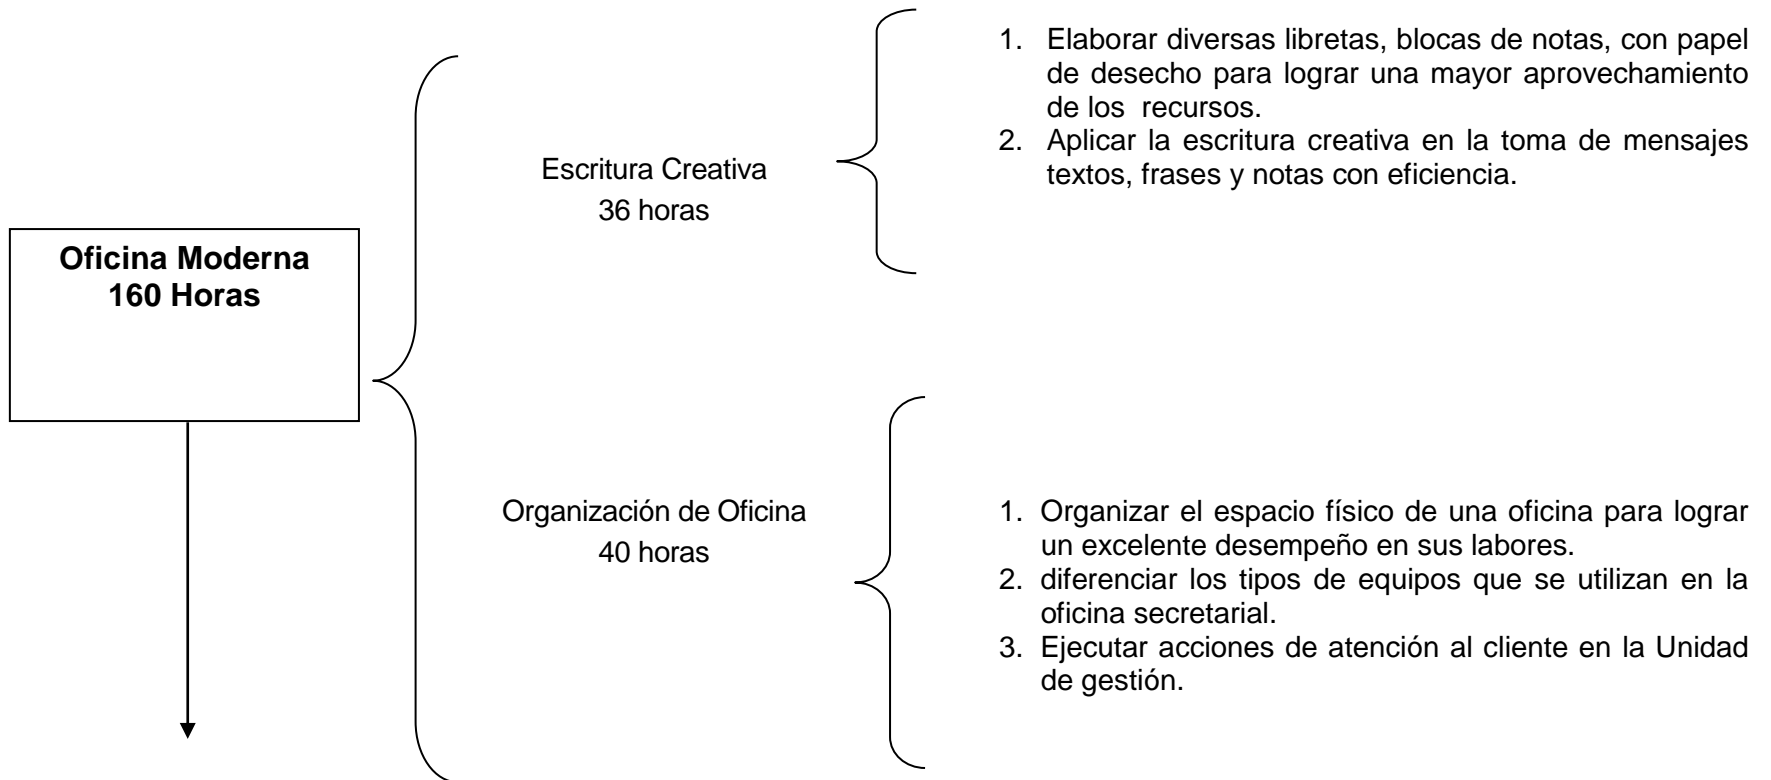 Oficina Moderna
160 Horas
Escritura Creativa
36 horas
1. Elaborar diversas libretas, blocas de notas, con papel
de desecho para lograr una mayor aprovechamiento
de los recursos.
2. Aplicar la escritura creativa en la toma de mensajes
textos, frases y notas con eficiencia.
Organización de Oficina
40 horas
1. Organizar el espacio físico de una oficina para lograr
un excelente desempeño en sus labores.
2. diferenciar los tipos de equipos que se utilizan en la
oficina secretarial.
3. Ejecutar acciones de atención al cliente en la Unidad
de gestión.